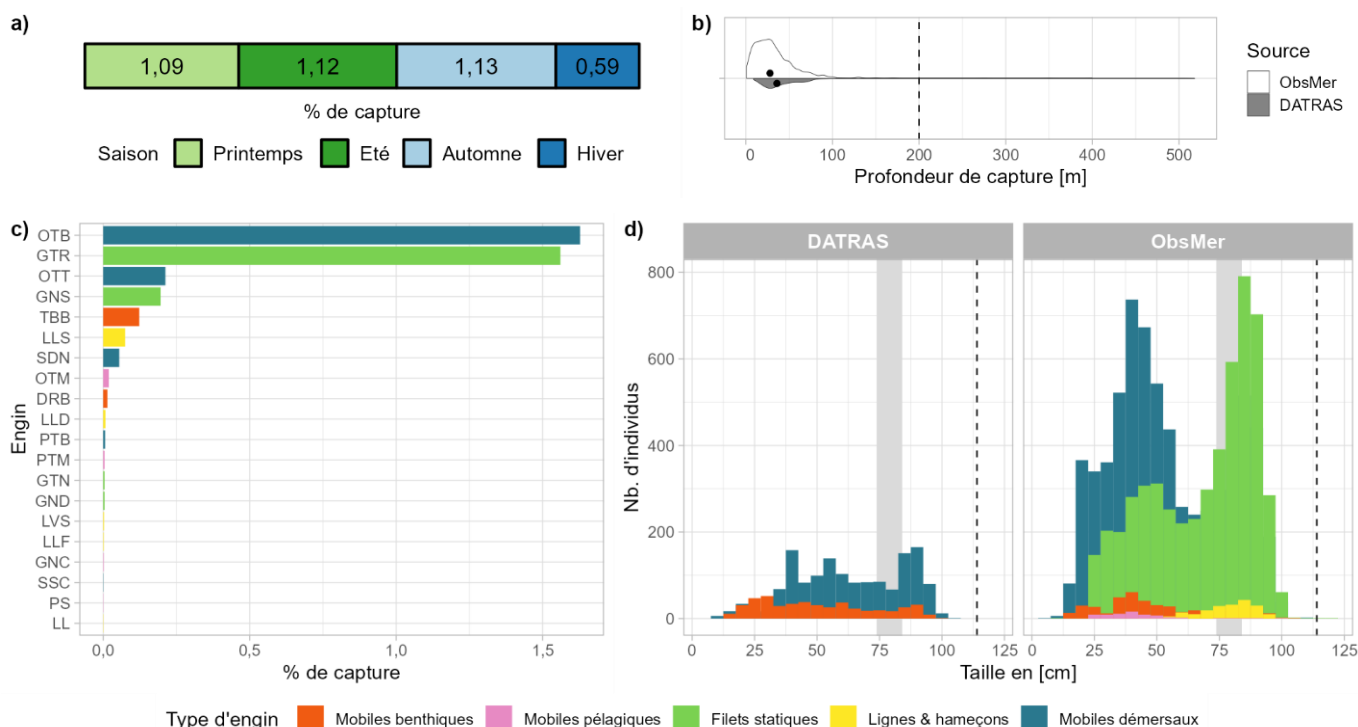 a)
1,09 1,12 1,13 0,59
% de capture
Saison Printemps Eté Automne Hiver
b)
0 100 200 300 400 500
Profondeur de capture [m]
Source
ObsMer
DATRAS
c)
Engin
OTB
GTR
OTT
GNS
TBB
LLS
SDN
OTM
DRB
LLD
PTB
PTM
GTN
GND
LVS
LLF
GNC
SSC
PS
LL
0,0 0,5 1,0 1,5
% de capture
d)
DATRAS ObsMer
Nb. d'individus
800
600
400
200
0
0 25 50 75 100 125 0 25 50 75 100 125
Taille en [cm]
Type d'engin Mobiles benthiques Mobiles pélagiques Filets statiques Lignes & hameçons Mobiles démersaux